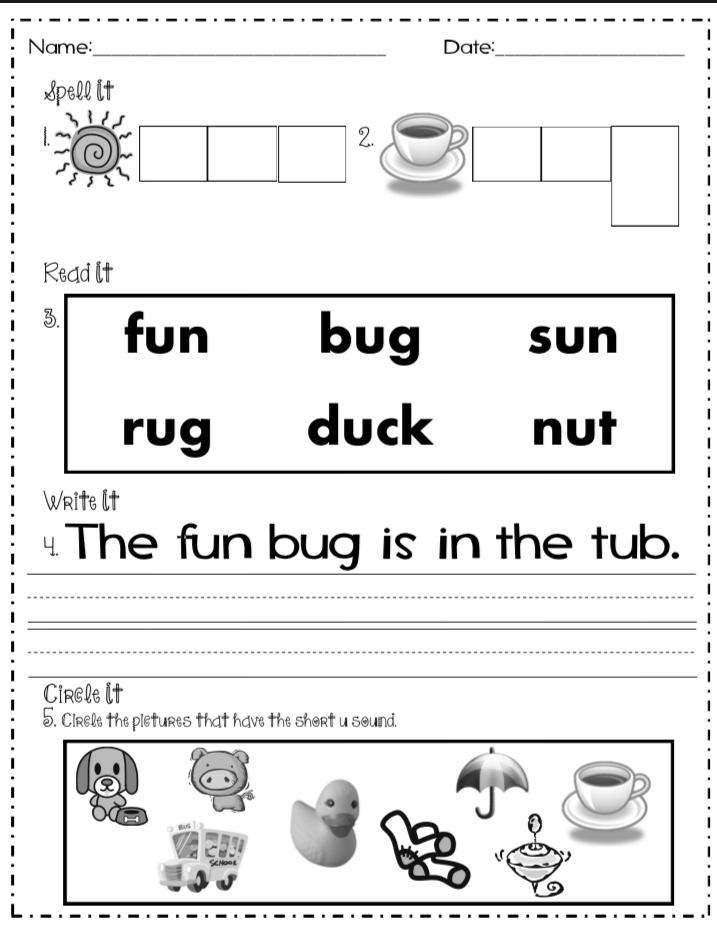 Name: Date:
Spell it
1. 2.
Read it
3. fun bug sun
rug duck nut
Write it
4. The fun bug is in the tub.
Circle it
5. Circle the pictures that have the short u sound.
BUS
SCHOOL